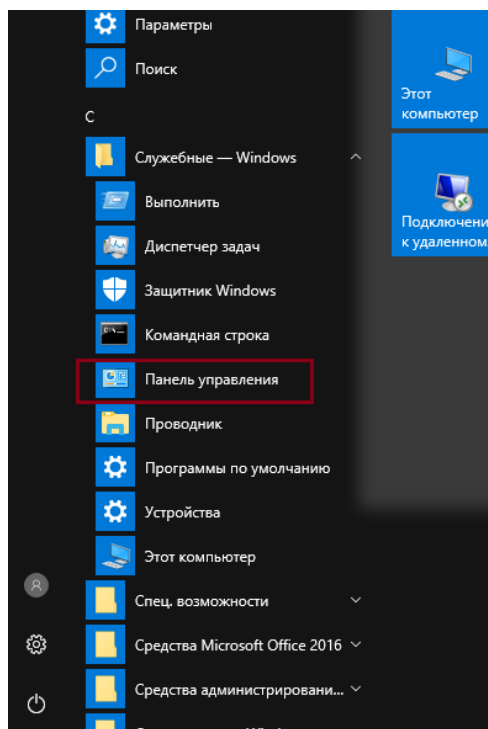 Параметры
Поиск
С
Служебные — Windows
Выполнить
Диспетчер задач
Защитник Windows
Командная строка
Панель управления
Проводник
Программы по умолчанию
Устройства
Этот компьютер
Спец. возможности
Средства Microsoft Office 2016
Средства администрировани...
Этот
компьютер
Подключени
к удаленном